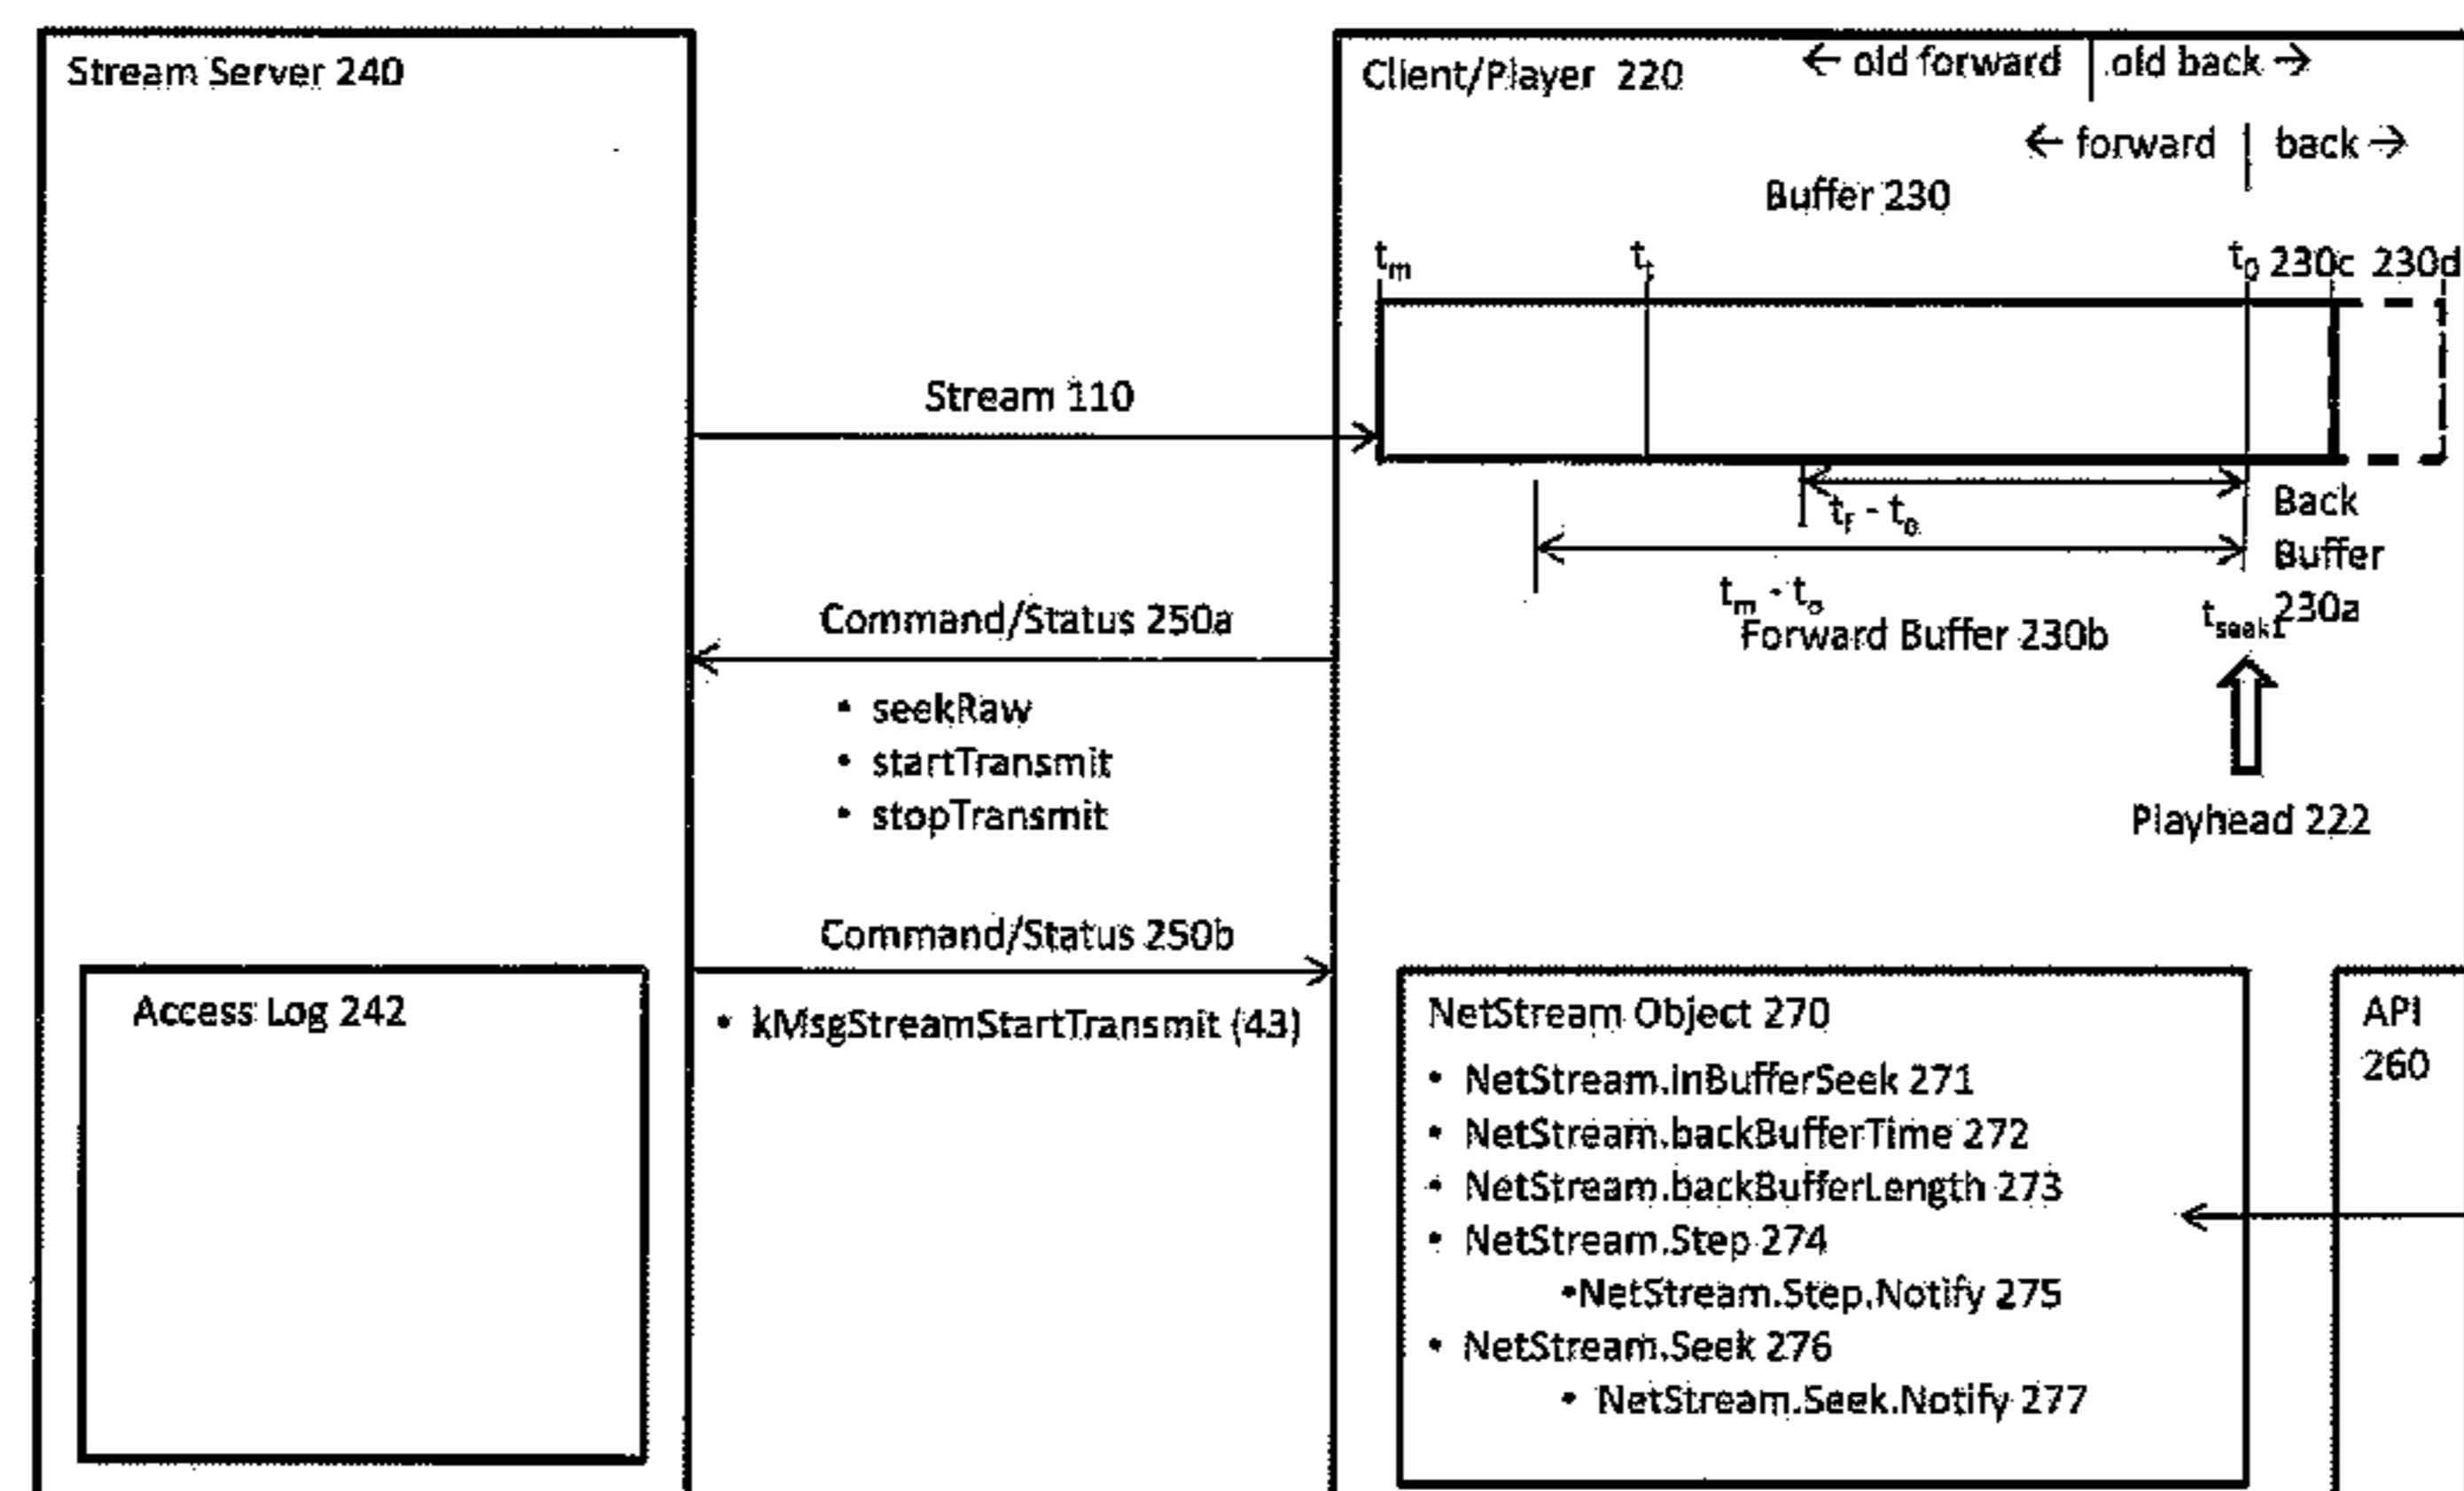 Stream Server 240
Client/Player 220
← old forward
old back →
← forward
back →
Buffer 230
tm
tt
t0
230c
230d
Stream 110
tF - t0
Back
Buffer
230a
tm - t0
Forward Buffer 230b
tseek1
Command/Status 250a
• seekRaw
• startTransmit
• stopTransmit
Playhead 222
Command/Status 250b
• kMsgStreamStartTransmit (43)
Access Log 242
NetStream Object 270
• NetStream.inBufferSeek 271
• NetStream.backBufferTime 272
• NetStream.backBufferLength 273
• NetStream.Step 274
•NetStream.Step.Notify 275
• NetStream.Seek 276
• NetStream.Seek.Notify 277
API
260